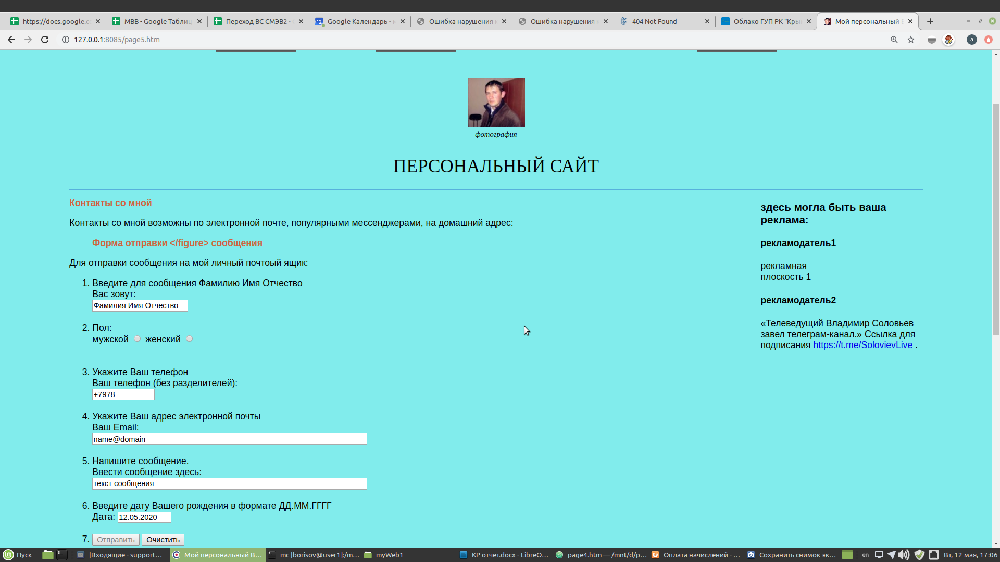 https://docs.google.c
МВВ - Google Таблиц
Переход ВС СМЭВ2 -
Google Календарь -
Ошибка нарушения
Ошибка нарушения
404 Not Found
Облако ГУП РК "Кры
Мой персональный
127.0.0.1:8085/page5.htm
a
фотография
ПЕРСОНАЛЬНЫЙ САЙТ
Контакты со мной
Контакты со мной возможны по электронной почте, популярными мессенджерами, на домашний адрес:
Форма отправки </figure> сообщения
Для отправки сообщения на мой личный почтоый ящик:
1. Введите для сообщения Фамилию Имя Отчество
Вас зовут:
Фамилия Имя Отчество
2. Пол:
мужской женский
3. Укажите Ваш телефон
Ваш телефон (без разделителей):
+7978
4. Укажите Ваш адрес электронной почты
Ваш Email:
name@domain
5. Напишите сообщение.
Ввести сообщение здесь:
текст сообщения
6. Введите дату Вашего рождения в формате ДД.ММ.ГГГГ
Дата: 12.05.2020
7. Отправить Очистить
здесь могла быть ваша
реклама:
рекламодатель1
рекламная
плоскость 1
рекламодатель2
«Телеведущий Владимир Соловьев
завел телеграм-канал.» Ссылка для
подписания https://t.me/SolovievLive .
Пуск
[Входящие - support...
Мой персональный В...
mc [borisov@user1]:/m...
myWeb1
КР отчет.docx - LibreO...
page4.htm — /mnt/d/p...
Оплата начислений - ...
Сохранить снимок эк...
en
Вт, 12 мая, 17:06